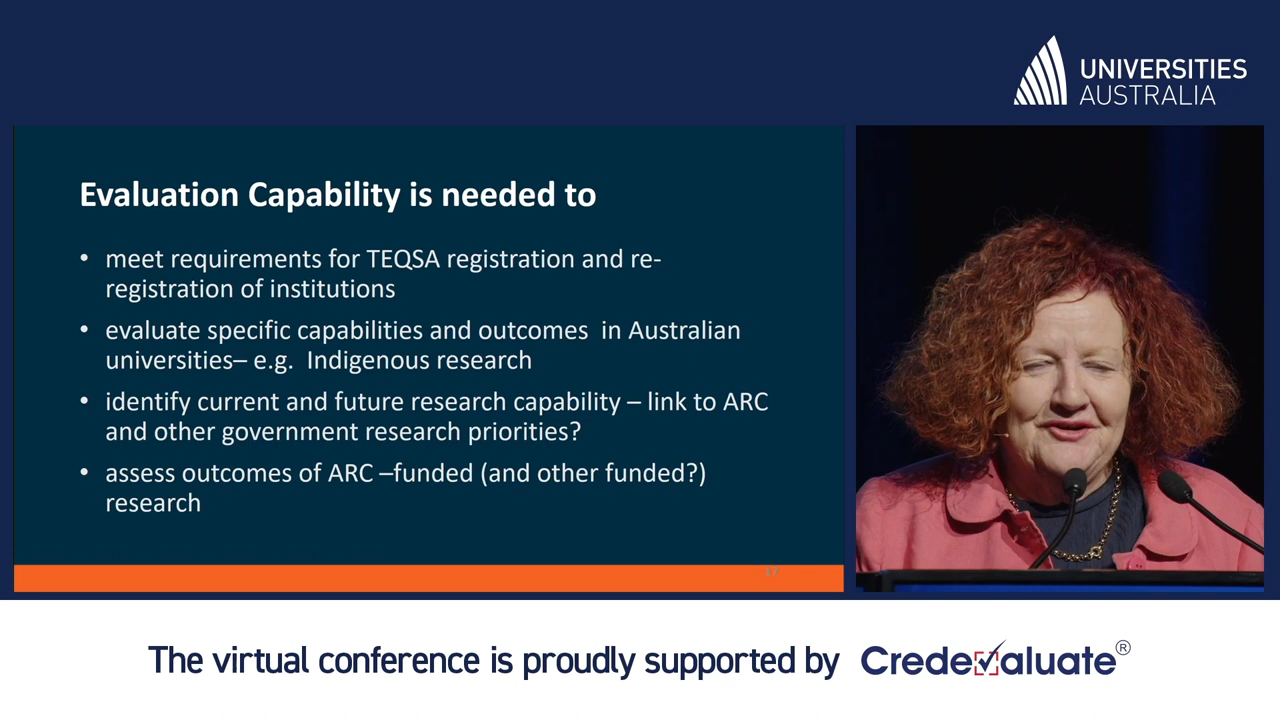 UNIVERSITIES
AUSTRALIA
Evaluation Capability is needed to
• meet requirements for TEQSA registration and re-
registration of institutions
• evaluate specific capabilities and outcomes  in Australian
universities– e.g.  Indigenous research
• identify current and future research capability – link to ARC
and other government research priorities?
• assess outcomes of ARC –funded (and other funded?)
research
17
The virtual conference is proudly supported by Credevaluate®